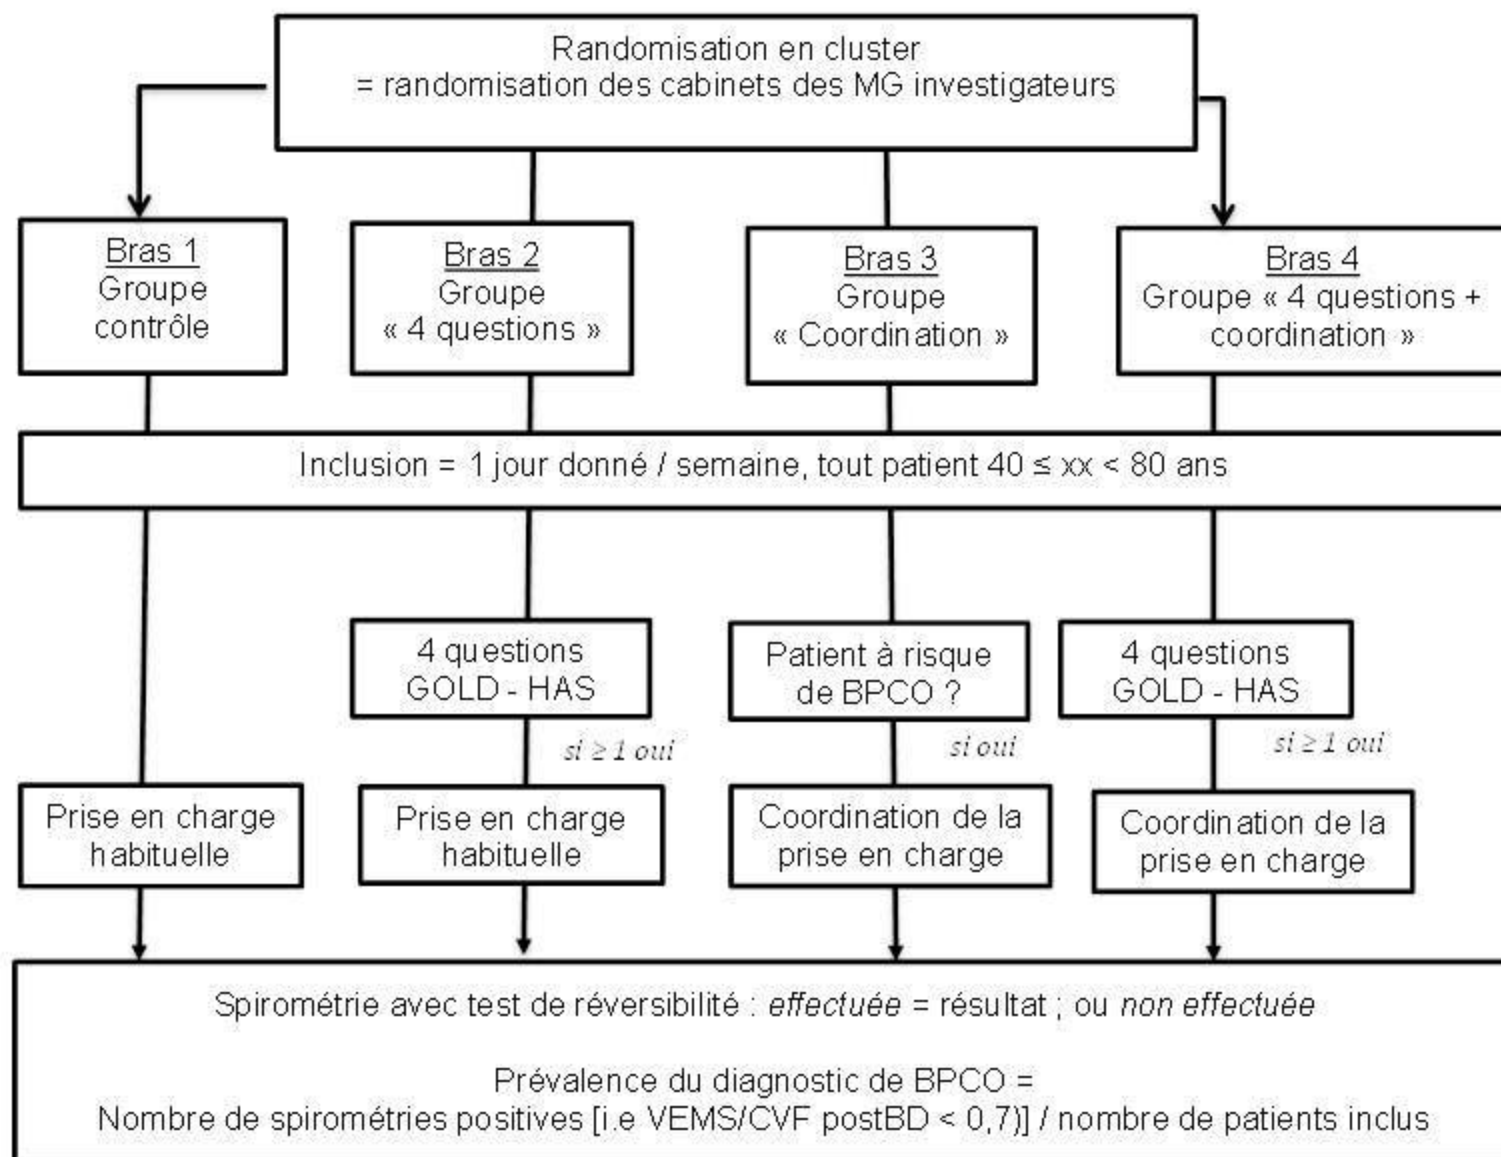 Randomisation en cluster
= randomisation des cabinets des MG investigateurs
Bras 1
Groupe
contrôle
Bras 2
Groupe
« 4 questions »
Bras 3
Groupe
« Coordination »
Bras 4
Groupe « 4 questions +
coordination »
Inclusion = 1 jour donné / semaine, tout patient 40 ≤ xx < 80 ans
4 questions
GOLD - HAS
Patient à risque
de BPCO ?
4 questions
GOLD - HAS
si ≥ 1 oui
si oui
si ≥ 1 oui
Prise en charge
habituelle
Prise en charge
habituelle
Coordination de la
prise en charge
Coordination de la
prise en charge
Spirométrie avec test de réversibilité : effectuée = résultat ; ou non effectuée
Prévalence du diagnostic de BPCO =
Nombre de spirométries positives [i.e VEMS/CVF postBD < 0,7)] / nombre de patients inclus